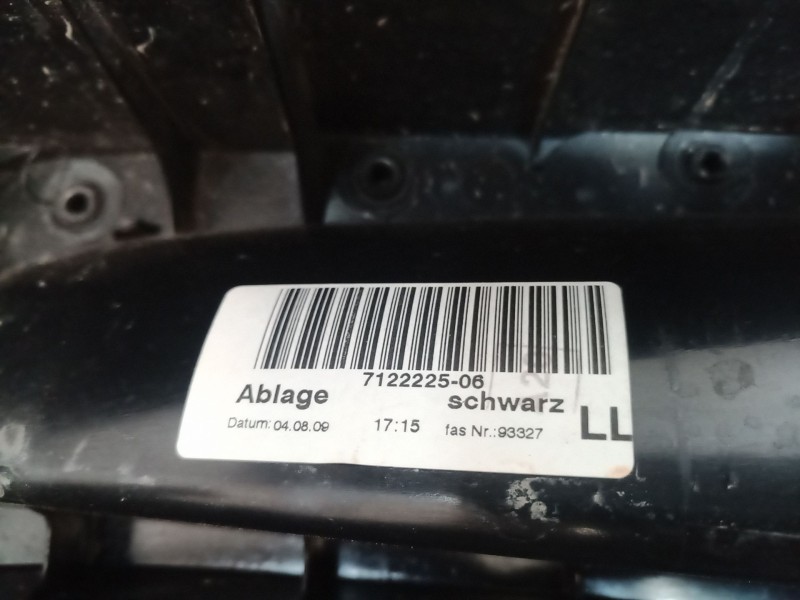 7122225-06
Ablage schwarz
Datum: 04.08.09 17:15 fas Nr.:93327 LL